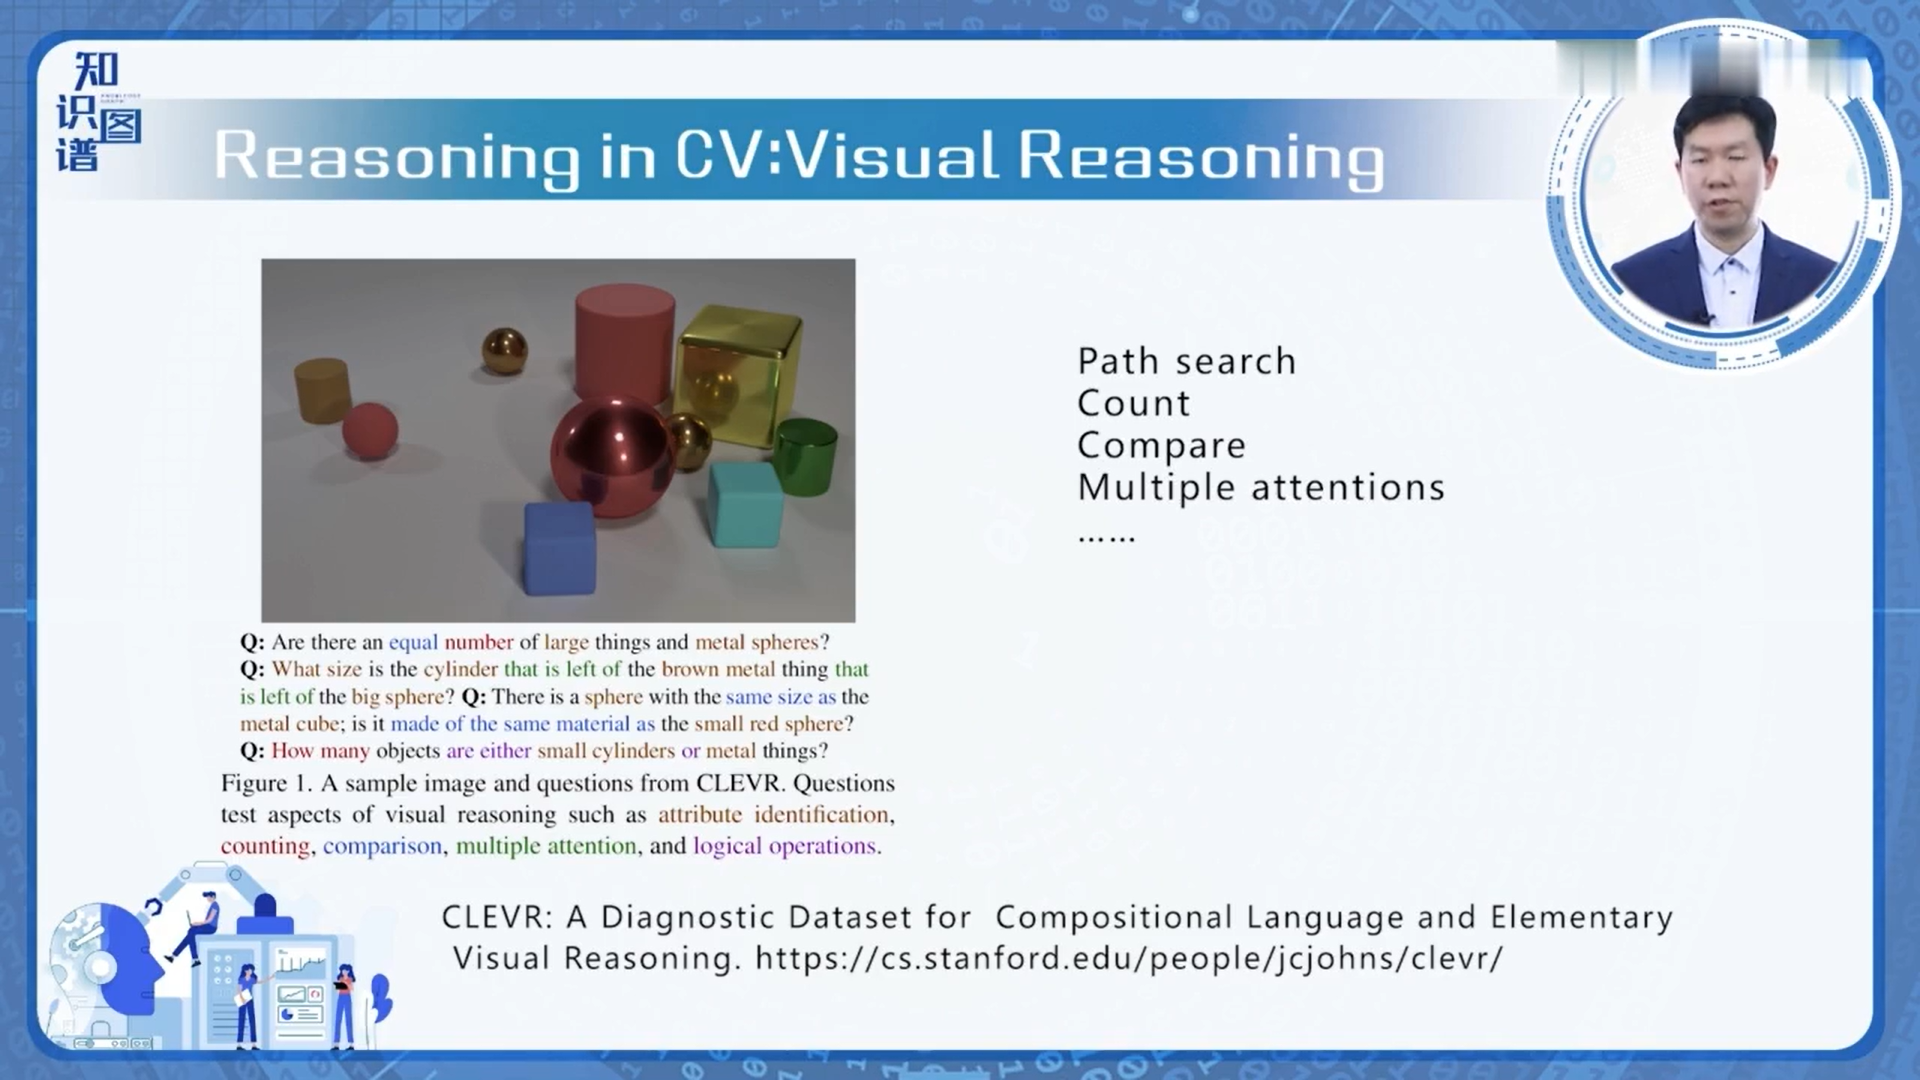 知识图谱
Reasoning in CV:Visual Reasoning
Path search
Count
Compare
Multiple attentions
......
Q: Are there an equal number of large things and metal spheres?
Q: What size is the cylinder that is left of the brown metal thing that
is left of the big sphere? Q: There is a sphere with the same size as the
metal cube; is it made of the same material as the small red sphere?
Q: How many objects are either small cylinders or metal things?
Figure 1. A sample image and questions from CLEVR. Questions
test aspects of visual reasoning such as attribute identification,
counting, comparison, multiple attention, and logical operations.
CLEVR: A Diagnostic Dataset for Compositional Language and Elementary
Visual Reasoning. https://cs.stanford.edu/people/jcjohns/clevr/